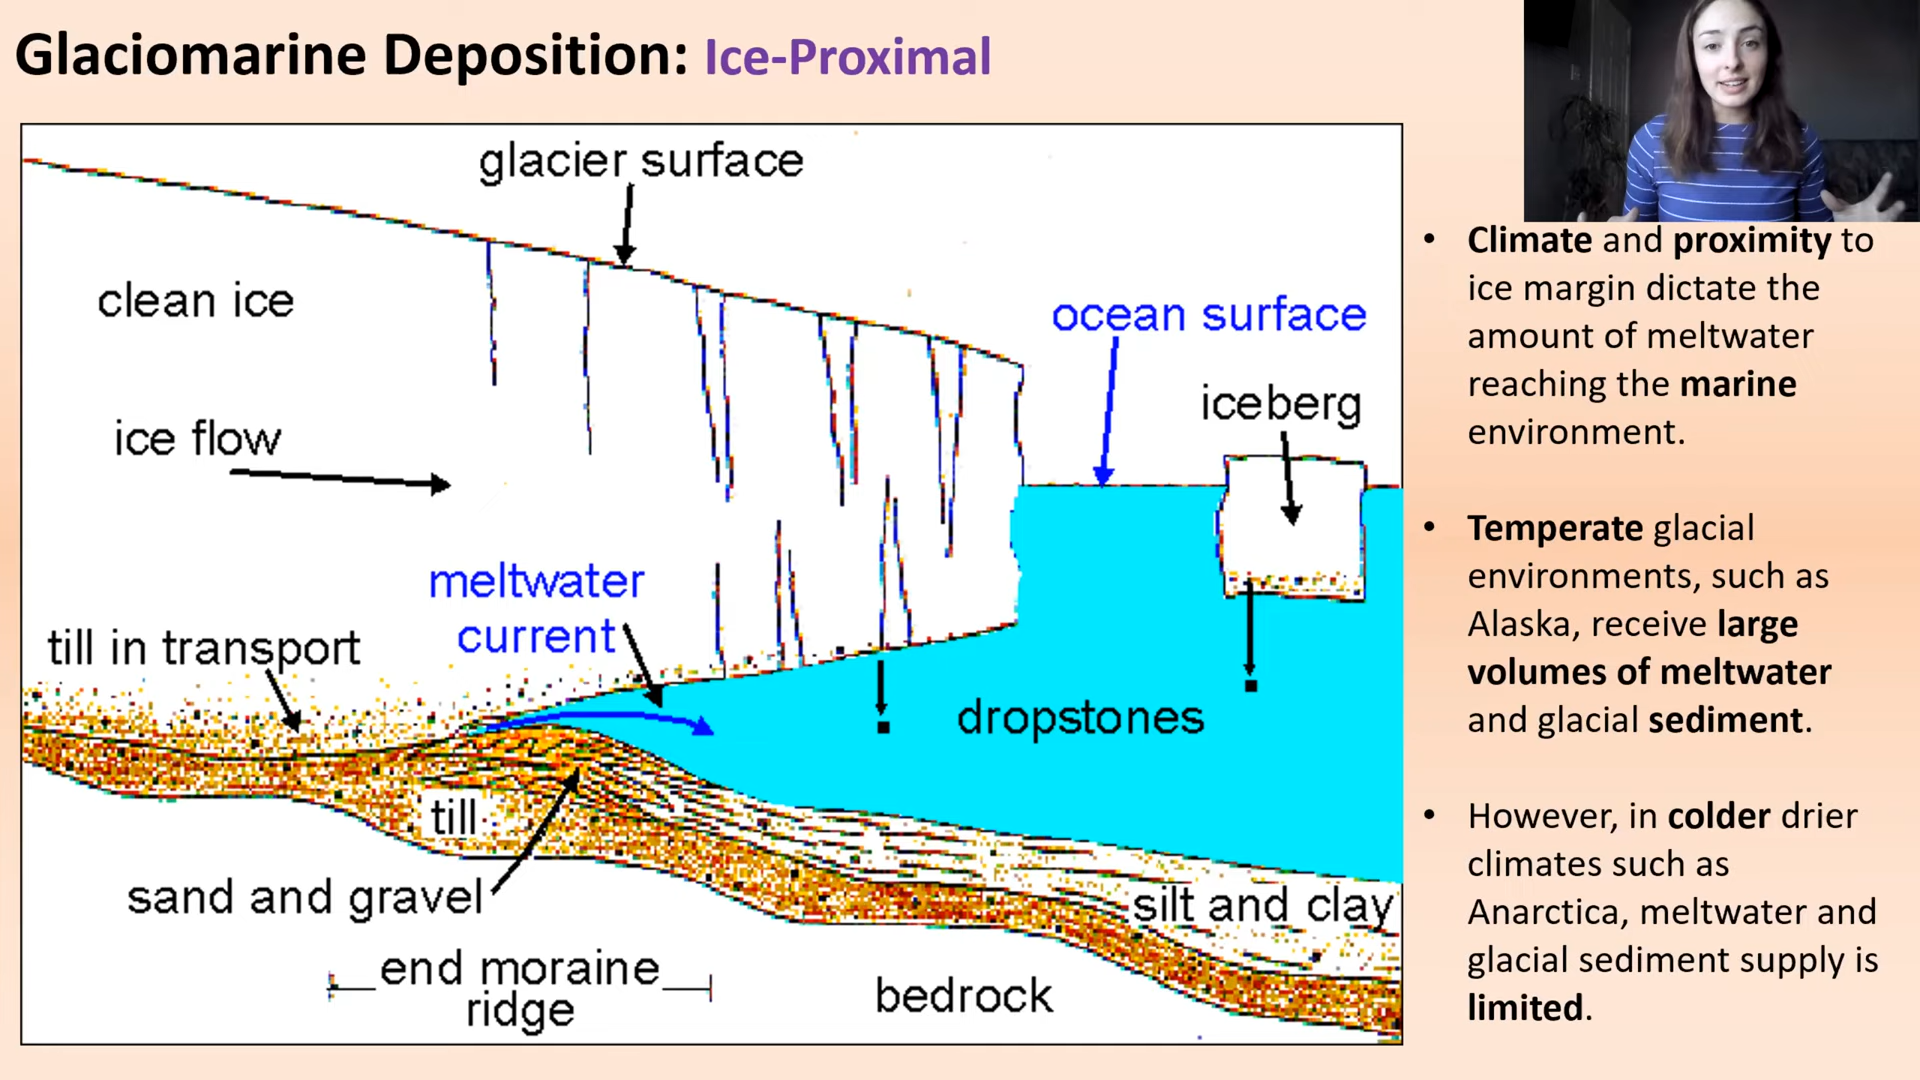 Glaciomarine Deposition: Ice-Proximal
glacier surface
clean ice
ocean surface
iceberg
ice flow
meltwater
current
till in transport
dropstones
till
sand and gravel
silt and clay
end moraine
ridge
bedrock
• Climate and proximity to
ice margin dictate the
amount of meltwater
reaching the marine
environment.
• Temperate glacial
environments, such as
Alaska, receive large
volumes of meltwater
and glacial sediment.
• However, in colder drier
climates such as
Anarctica, meltwater and
glacial sediment supply is
limited.